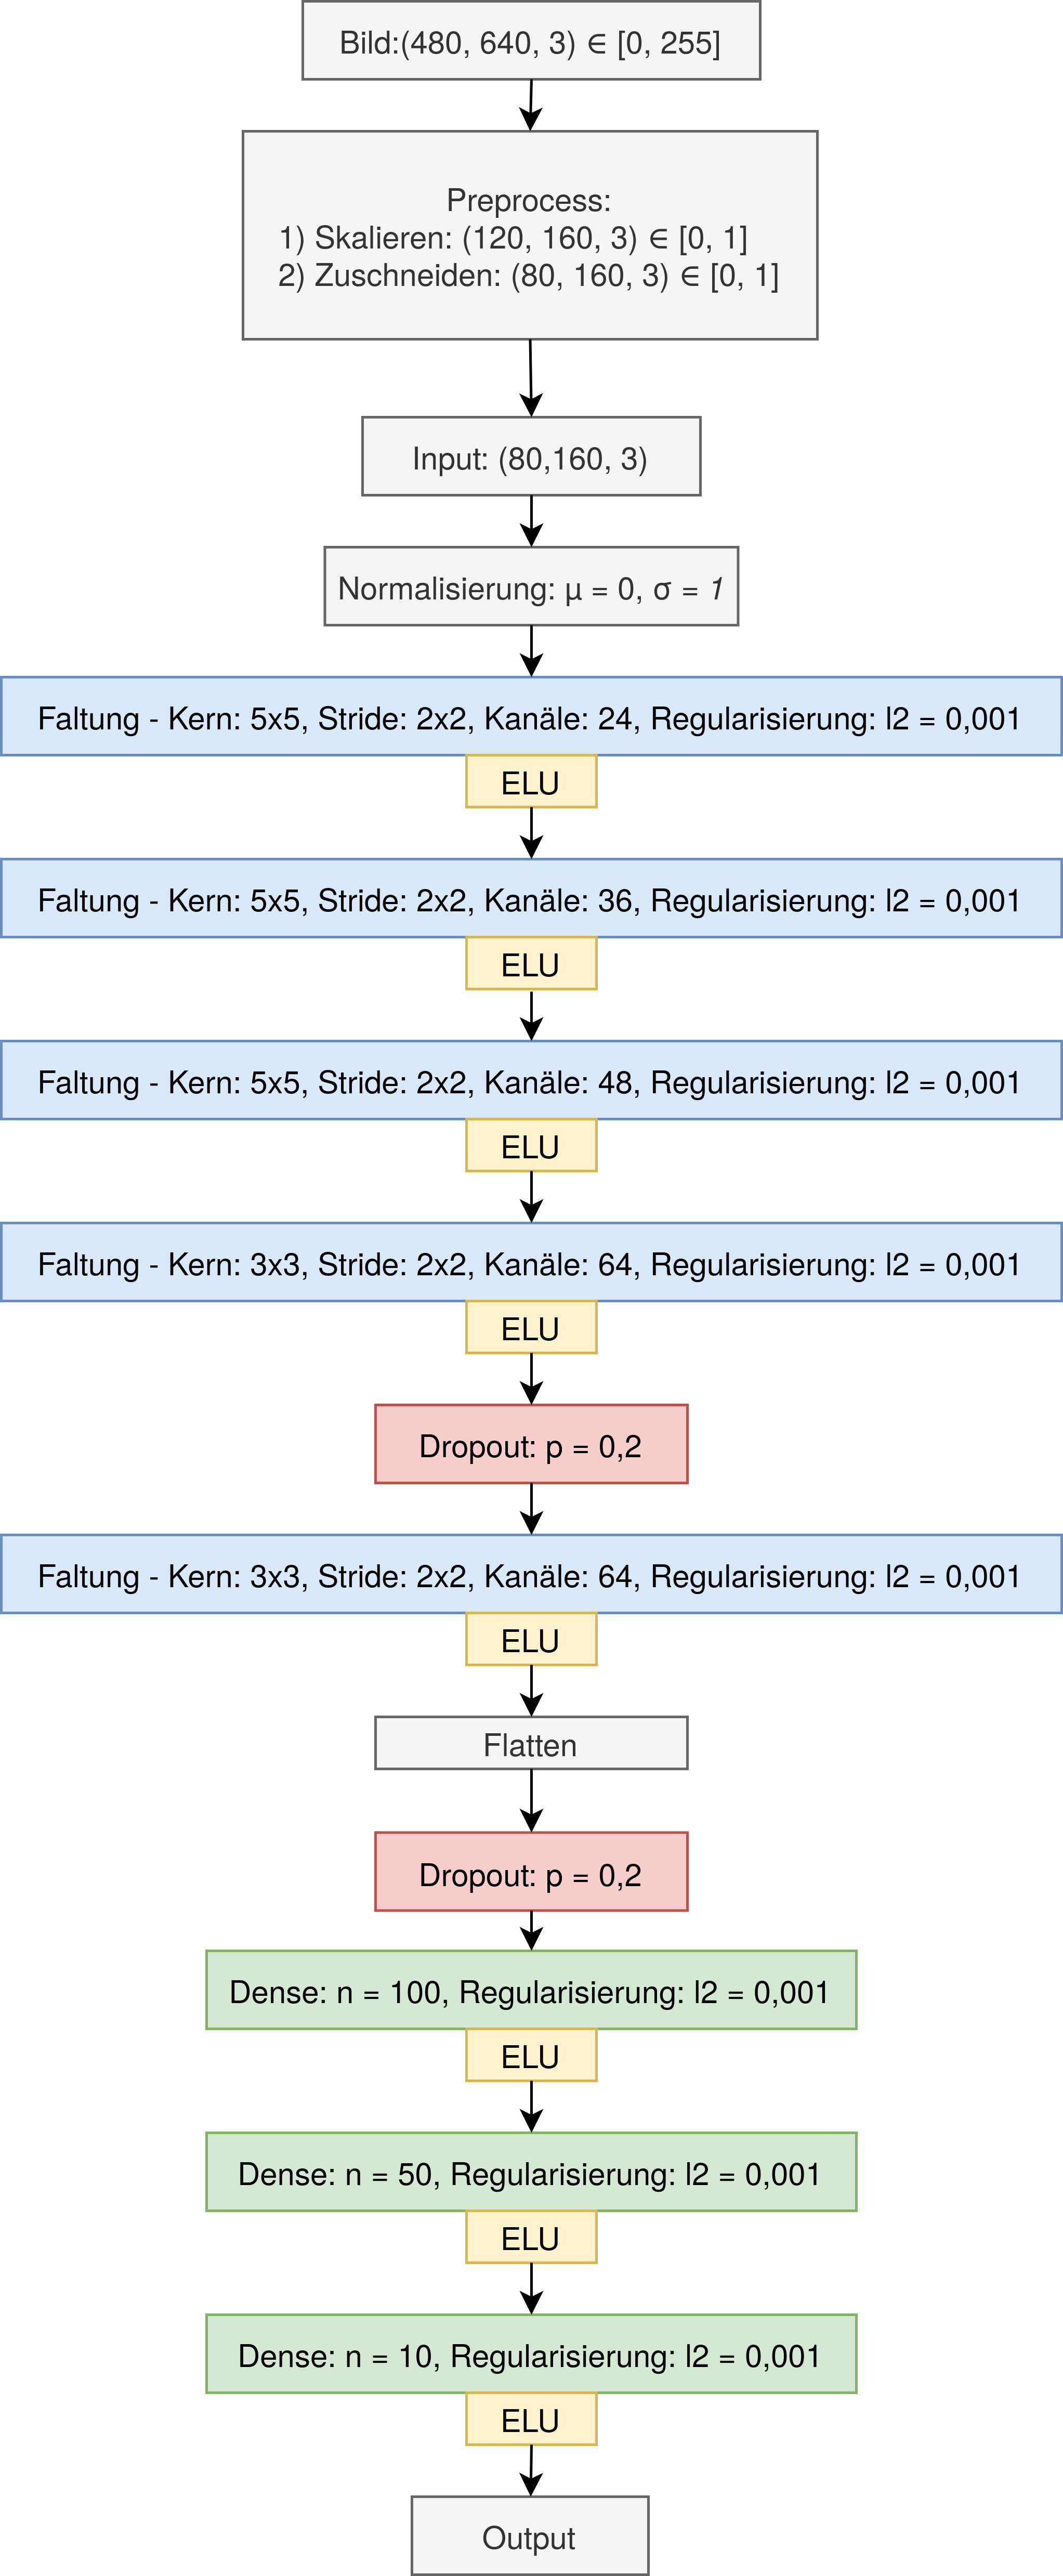 Bild:(480, 640, 3) ∈ [0, 255]
Preprocess:
1) Skalieren: (120, 160, 3) ∈ [0, 1]
2) Zuschneiden: (80, 160, 3) ∈ [0, 1]
Input: (80,160, 3)
Normalisierung: μ = 0, σ = 1
Faltung - Kern: 5x5, Stride: 2x2, Kanäle: 24, Regularisierung: l2 = 0,001
ELU
Faltung - Kern: 5x5, Stride: 2x2, Kanäle: 36, Regularisierung: l2 = 0,001
ELU
Faltung - Kern: 5x5, Stride: 2x2, Kanäle: 48, Regularisierung: l2 = 0,001
ELU
Faltung - Kern: 3x3, Stride: 2x2, Kanäle: 64, Regularisierung: l2 = 0,001
ELU
Dropout: p = 0,2
Faltung - Kern: 3x3, Stride: 2x2, Kanäle: 64, Regularisierung: l2 = 0,001
ELU
Flatten
Dropout: p = 0,2
Dense: n = 100, Regularisierung: l2 = 0,001
ELU
Dense: n = 50, Regularisierung: l2 = 0,001
ELU
Dense: n = 10, Regularisierung: l2 = 0,001
ELU
Output